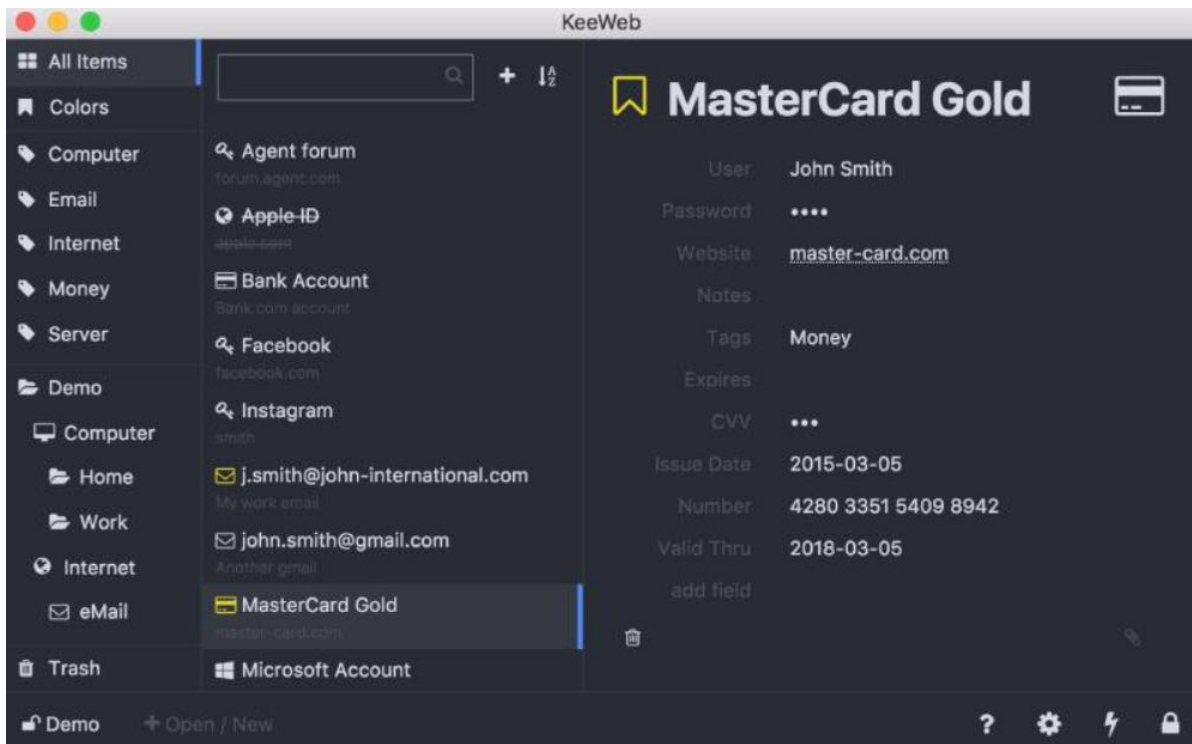 KeeWeb
All Items
Colors
Computer
Email
Internet
Money
Server
Demo
Computer
Home
Work
Internet
eMail
Trash
Demo
+ Open / New
Agent forum
forum.agent.com
Apple ID
apple.com
Bank Account
Bank.com account
Facebook
facebook.com
Instagram
smith
j.smith@john-international.com
My work email
john.smith@gmail.com
Another gmail
MasterCard Gold
master-card.com
Microsoft Account
MasterCard Gold
User John Smith
Password ••••
Website master-card.com
Notes
Tags Money
Expires
CVV •••
Issue Date 2015-03-05
Number 4280 3351 5409 8942
Valid Thru 2018-03-05
add field
?